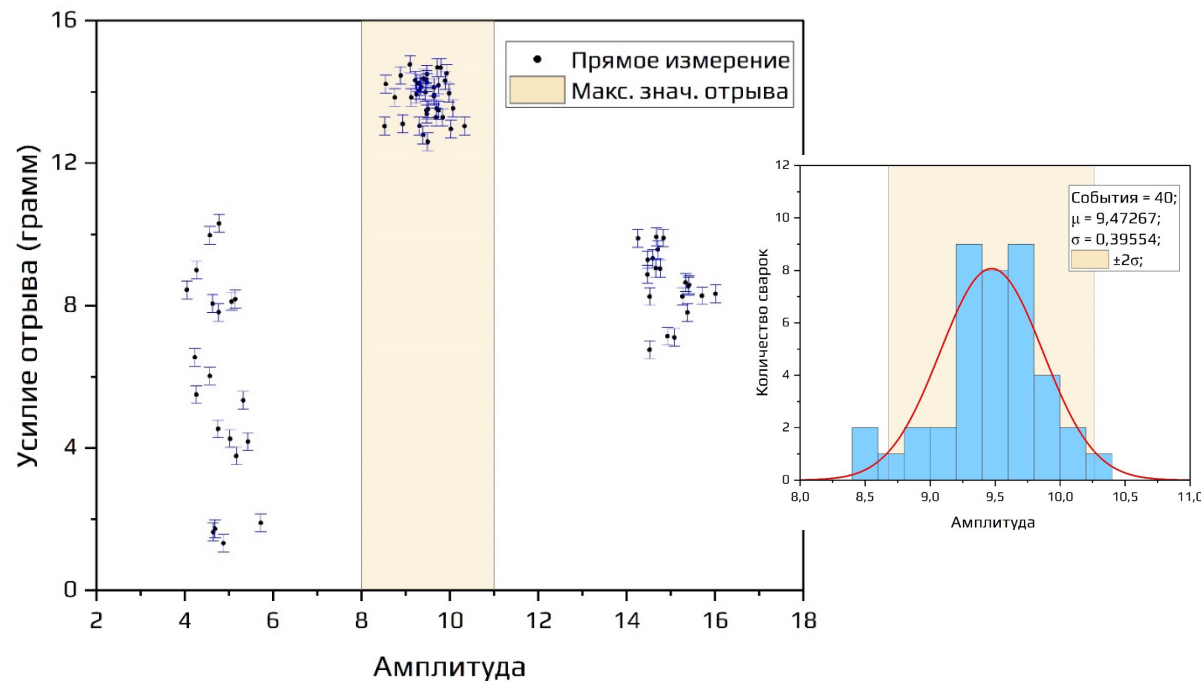 16
12
8
4
0
Усилие отрыва (грамм)
Прямое измерение
Макс. знач. отрыва
2 4 6 8 10 12 14 16 18
Амплитуда
12
10
8
6
4
2
0
Количество сварок
События = 40;
μ = 9,47267;
σ = 0,39554;
±2σ;
8,0 8,5 9,0 9,5 10,0 10,5 11,0
Амплитуда